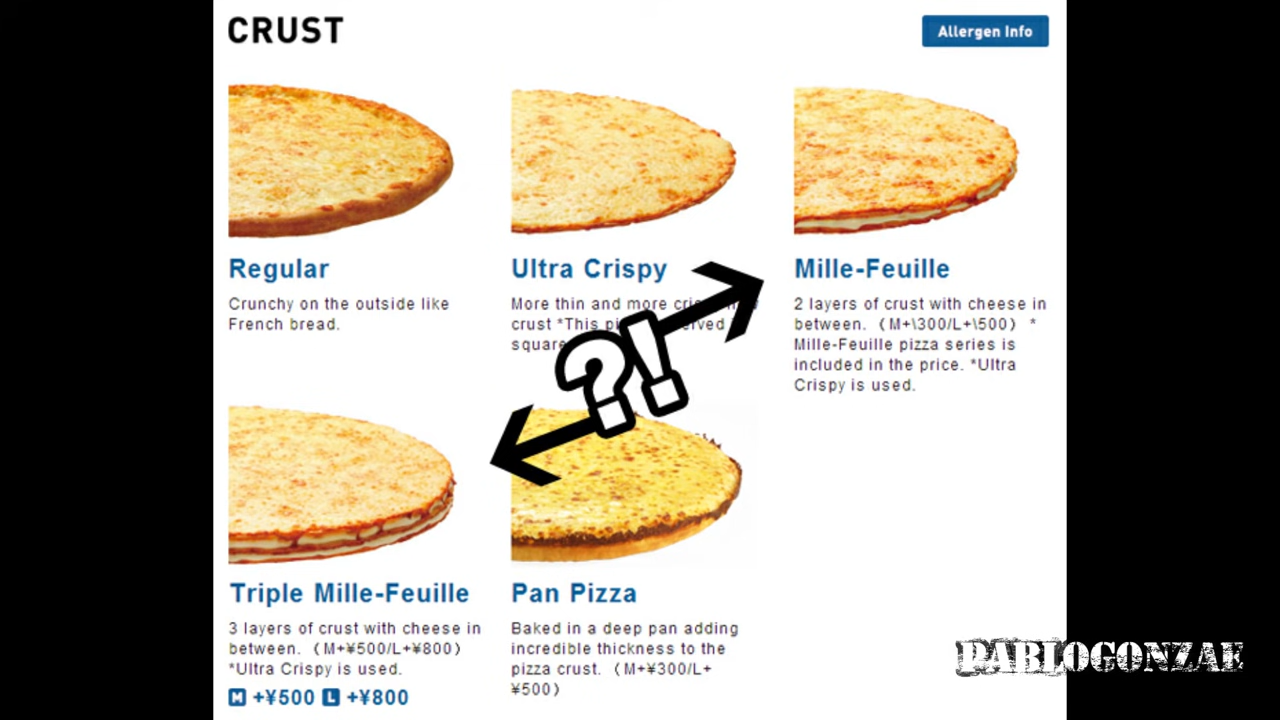 CRUST
Allergen Info
Regular
Crunchy on the outside like
French bread.
Ultra Crispy
More thin and more
crust *This
square
Mille-Feuille
2 layers of crust with cheese in
between. (M+\300/L+\500) *
Mille-Feuille pizza series is
included in the price. *Ultra
Crispy is used.
?!
Triple Mille-Feuille
3 layers of crust with cheese in
between. (M+¥500/L+¥800)
*Ultra Crispy is used.
M +¥500 L +¥800
Pan Pizza
Baked in a deep pan adding
incredible thickness to the
pizza crust. (M+¥300/L+
¥500)
PABLOGONZAE